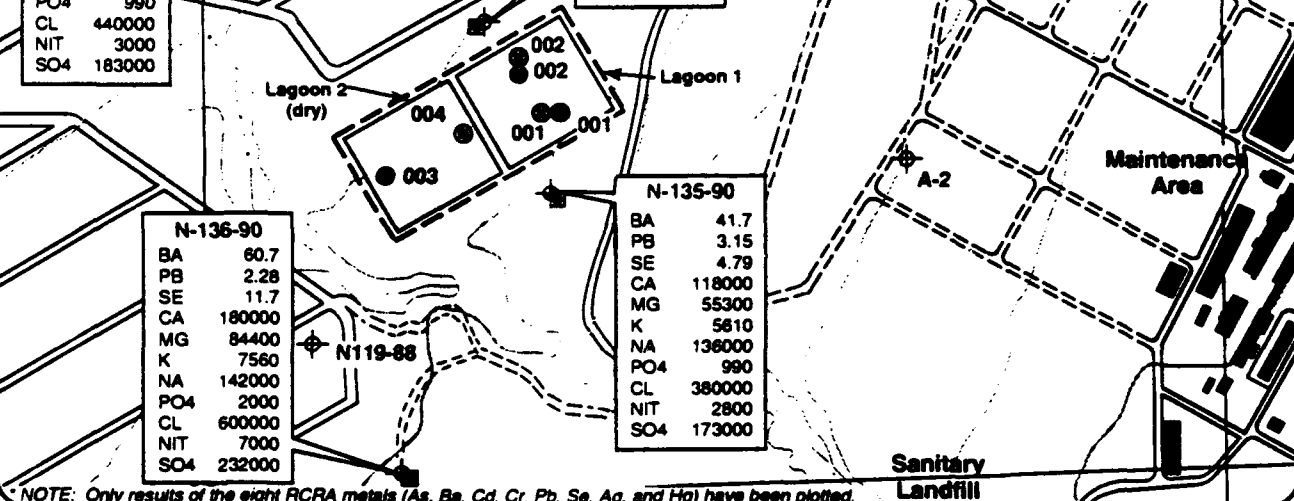 PO4 990
CL 440000
NIT 3000
SO4 183000
002
002
Lagoon 1
Lagoon 2
(dry)
004
001
001
003
Maintenance
Area
A-2
N-135-90
BA 41.7
PB 3.15
SE 4.79
CA 118000
MG 55300
K 5610
NA 136000
PO4 990
CL 380000
NIT 2800
SO4 173000
N-136-90
BA 60.7
PB 2.28
SE 11.7
CA 180000
MG 84400
K 7560
NA 142000
PO4 2000
CL 600000
NIT 7000
SO4 232000
N119-88
Sanitary
Landfill
NOTE: Only results of the eight RCRA metals (As, Ba, Cd, Cr, Pb, Se, Ag, and Hg) have been plotted.